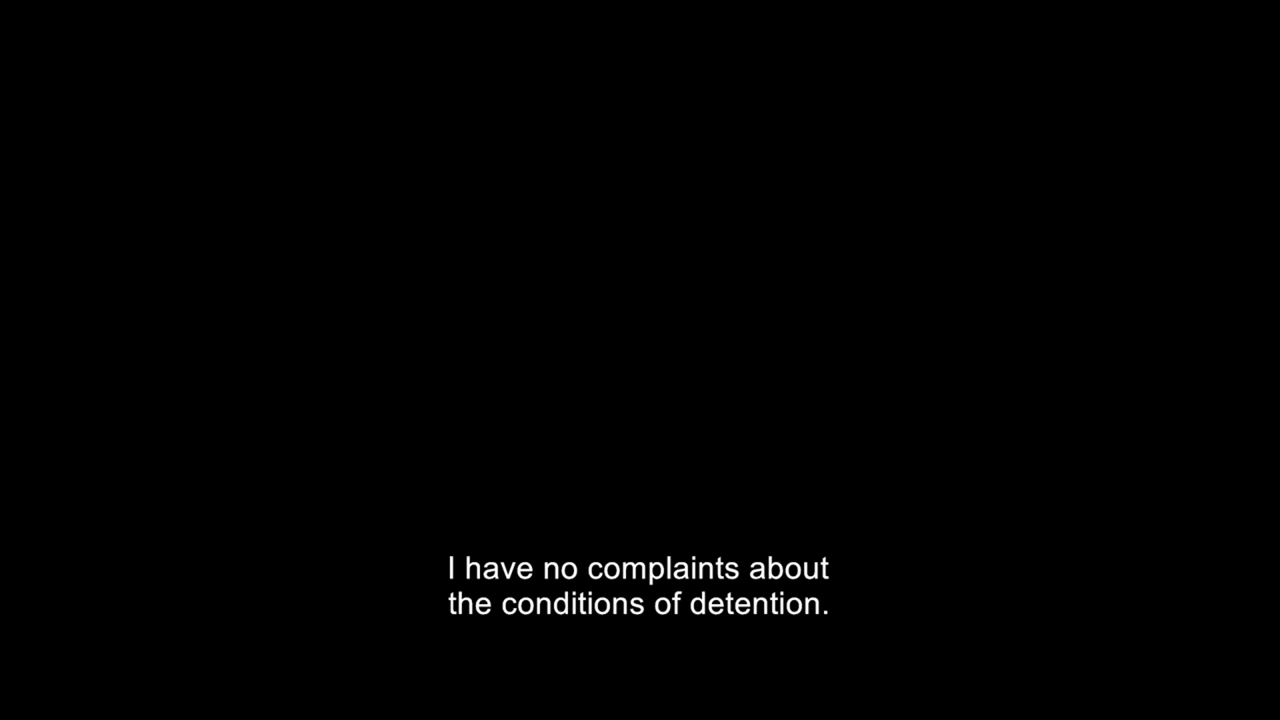 I have no complaints about
the conditions of detention.